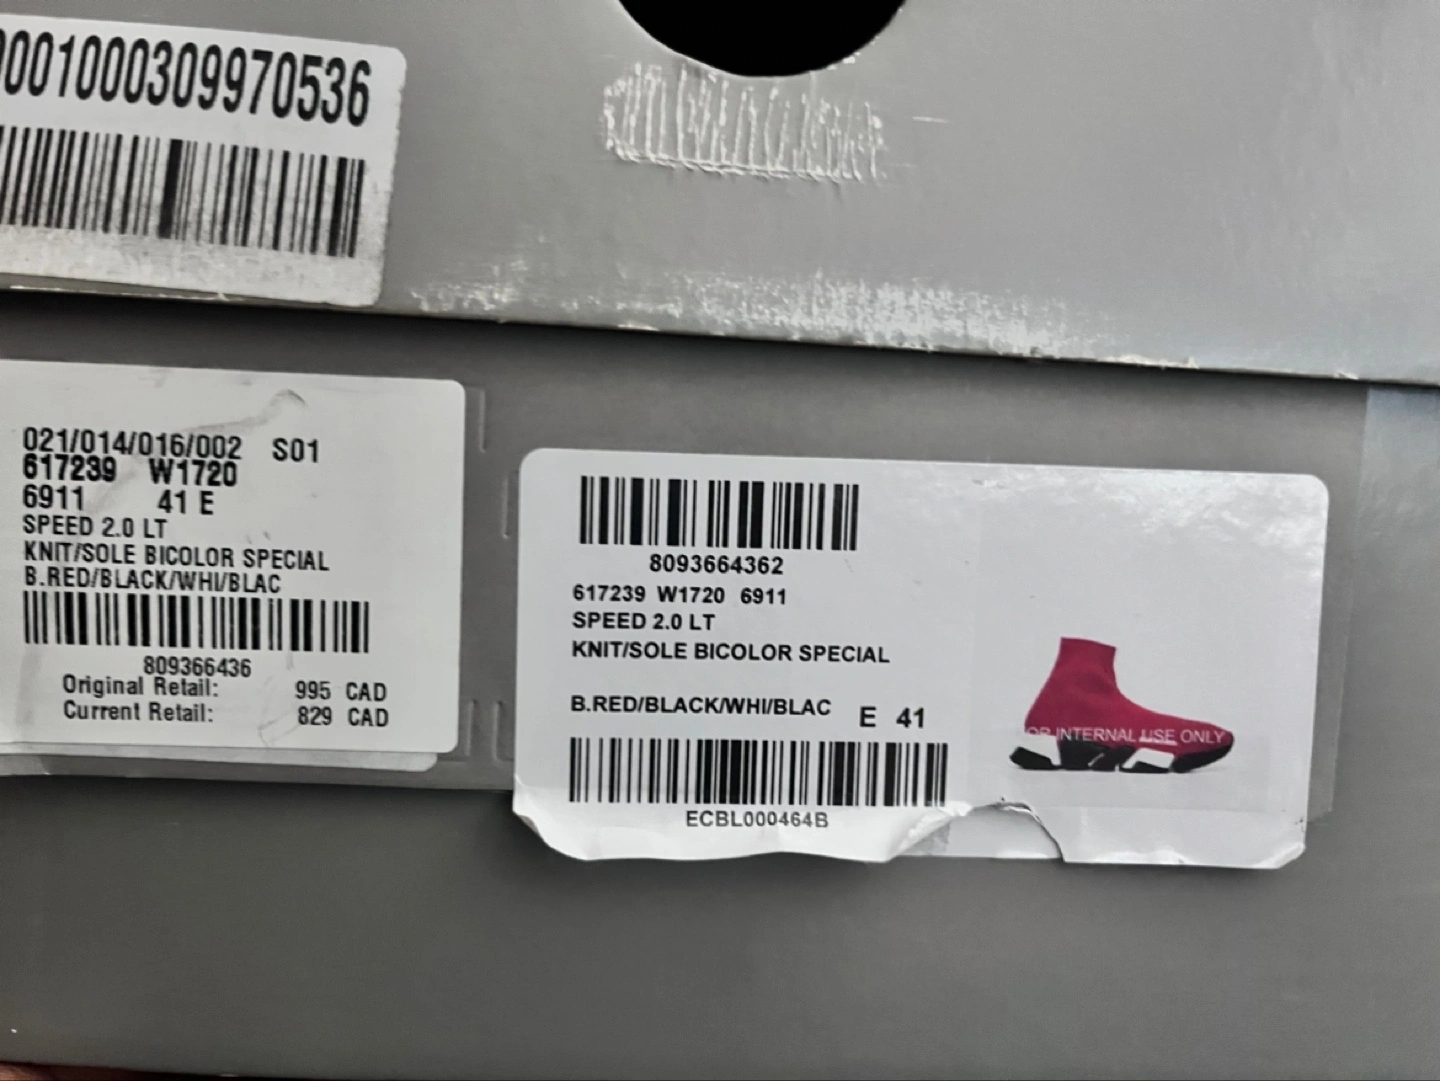 0001000309970536
021/014/016/002 S01
617239 W1720
6911 41 E
SPEED 2.0 LT
KNIT/SOLE BICOLOR SPECIAL
B.RED/BLACK/WHI/BLAC
809366436
Original Retail: 995 CAD
Current Retail: 829 CAD
8093664362
617239 W1720 6911
SPEED 2.0 LT
KNIT/SOLE BICOLOR SPECIAL
B.RED/BLACK/WHI/BLAC E 41
ECBL000464B
OR INTERNAL USE ONLY